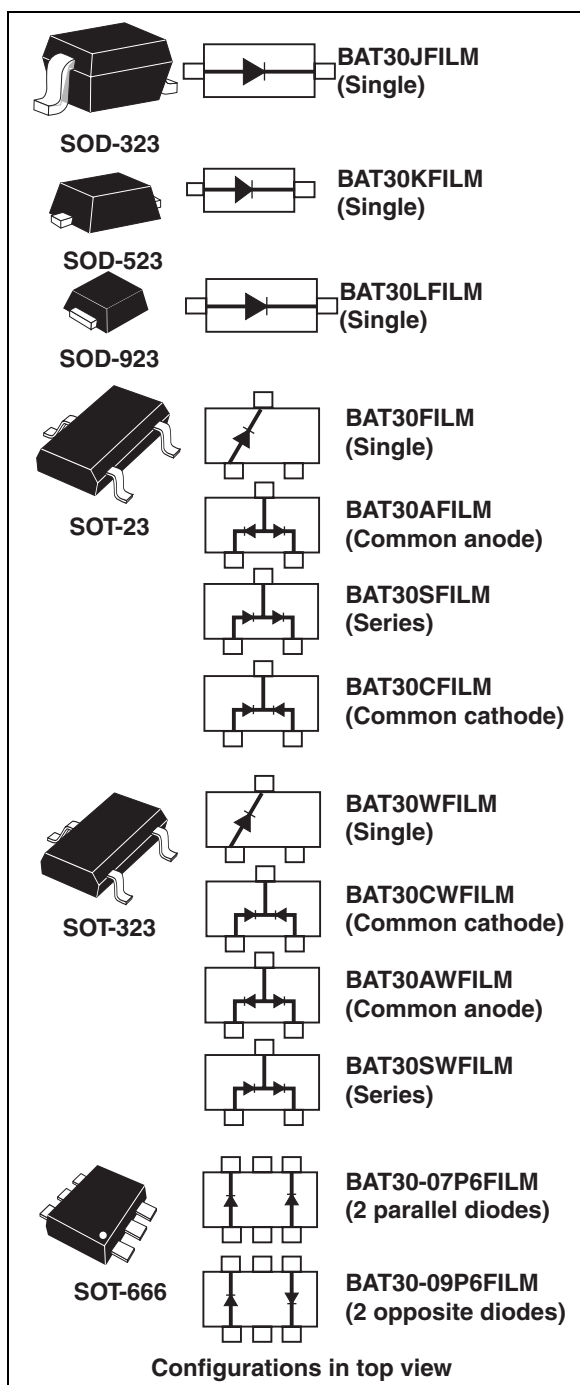 BAT30JFILM
(Single)
SOD-323
BAT30KFILM
(Single)
SOD-523
BAT30LFILM
(Single)
SOD-923
BAT30FILM
(Single)
SOT-23
BAT30AFILM
(Common anode)
BAT30SFILM
(Series)
BAT30CFILM
(Common cathode)
BAT30WFILM
(Single)
SOT-323
BAT30CWFILM
(Common cathode)
BAT30AWFILM
(Common anode)
BAT30SWFILM
(Series)
BAT30-07P6FILM
(2 parallel diodes)
SOT-666
BAT30-09P6FILM
(2 opposite diodes)
Configurations in top view